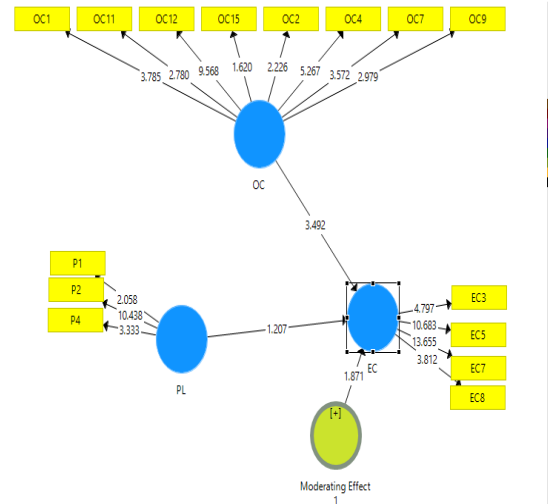 OC1 OC11 OC12 OC15 OC2 OC4 OC7 OC9
3.785 2.780 9.568 1.620 2.226 5.267 3.572 2.979
OC
3.492
P1
P2
P4
2.058
10.438
3.333
PL
1.207
EC
4.797
10.683
13.655
3.812
EC3
EC5
EC7
EC8
1.871
[+]
Moderating Effect
1